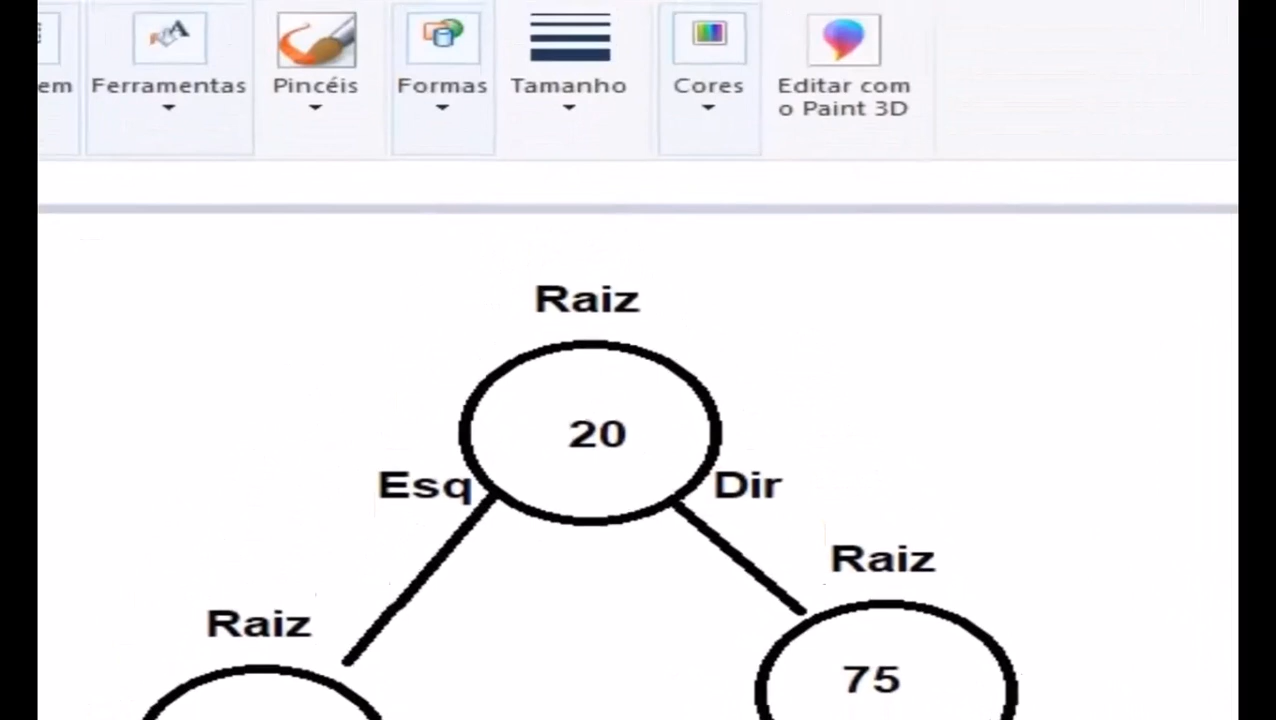 em
Ferramentas
Pincéis
Formas
Tamanho
Cores
Editar com
o Paint 3D
Raiz
20
Esq
Dir
Raiz
Raiz
75